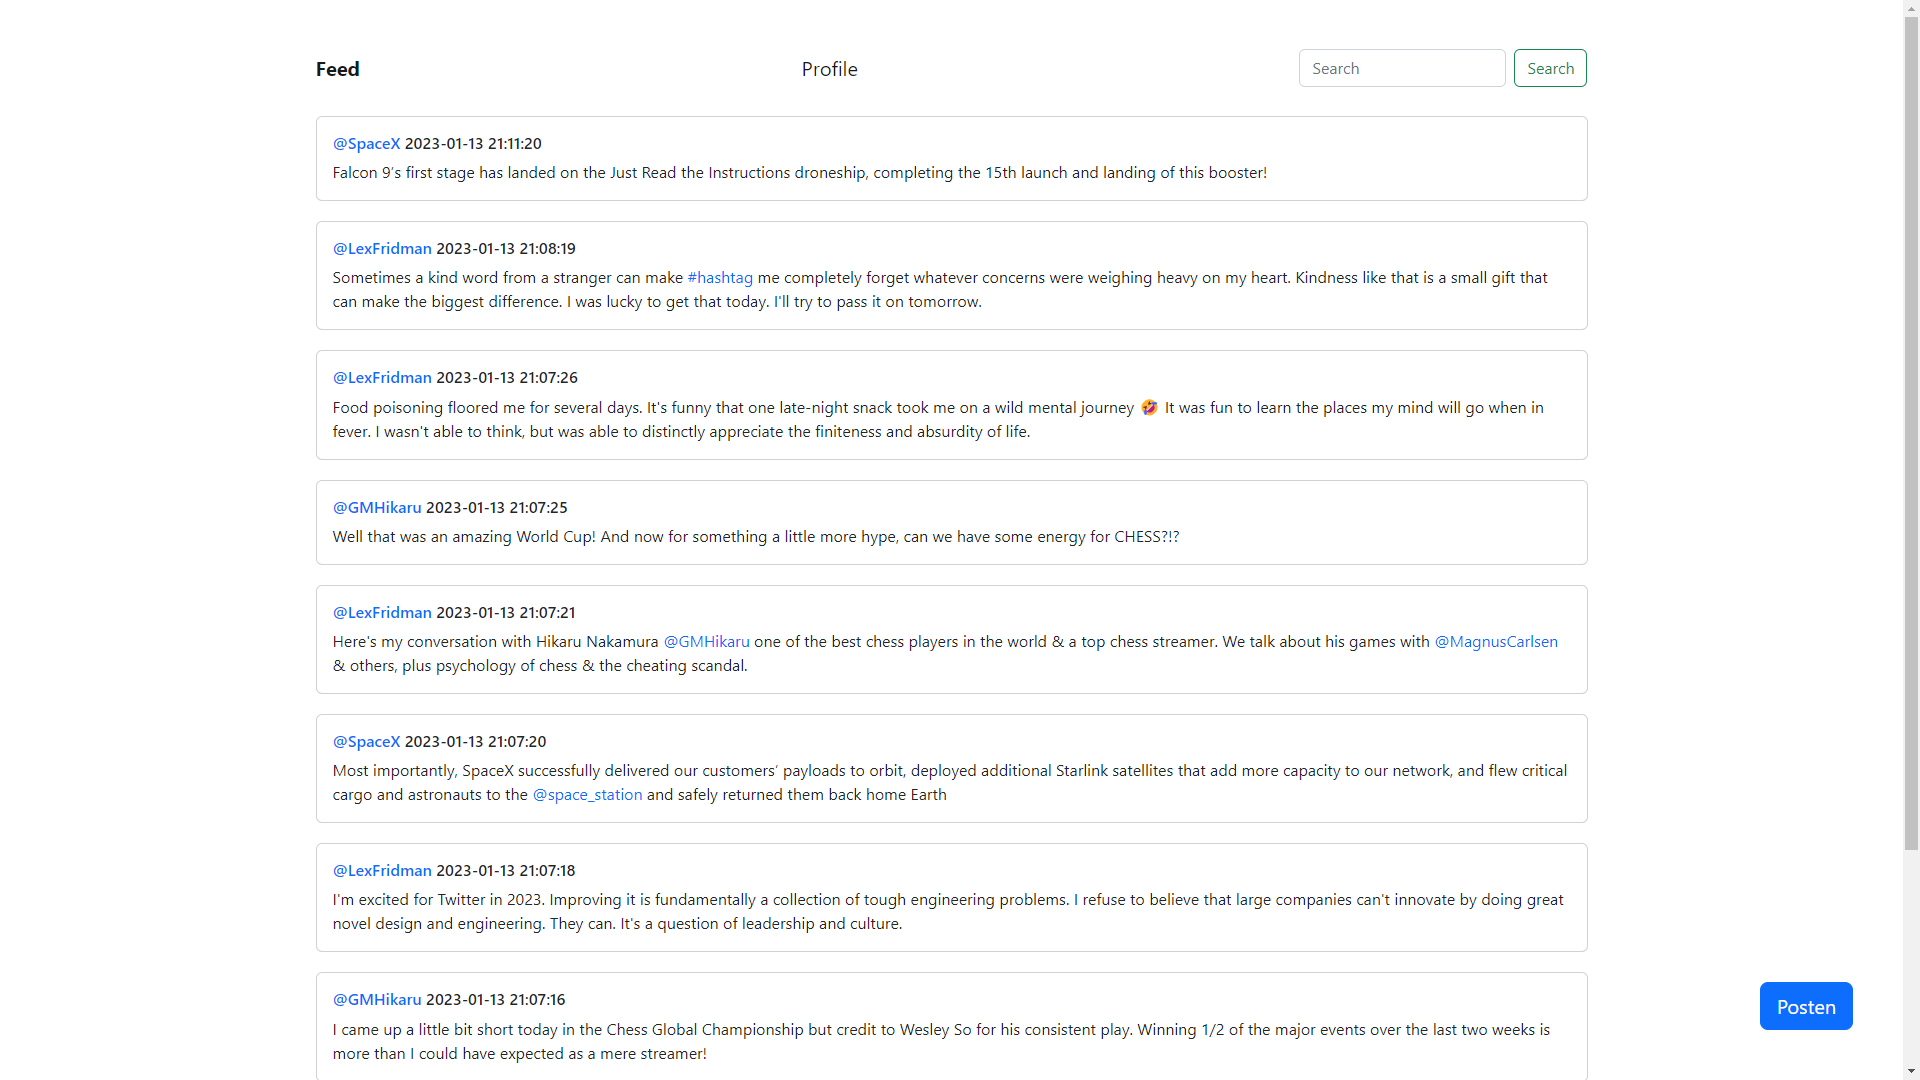 Feed
Profile
Search
Search
@SpaceX 2023-01-13 21:11:20
Falcon 9's first stage has landed on the Just Read the Instructions droneship, completing the 15th launch and landing of this booster!
@LexFridman 2023-01-13 21:08:19
Sometimes a kind word from a stranger can make #hashtag me completely forget whatever concerns were weighing heavy on my heart. Kindness like that is a small gift that
can make the biggest difference. I was lucky to get that today. I'll try to pass it on tomorrow.
@LexFridman 2023-01-13 21:07:26
Food poisoning floored me for several days. It's funny that one late-night snack took me on a wild mental journey 🤣 It was fun to learn the places my mind will go when in
fever. I wasn't able to think, but was able to distinctly appreciate the finiteness and absurdity of life.
@GMHikaru 2023-01-13 21:07:25
Well that was an amazing World Cup! And now for something a little more hype, can we have some energy for CHESS?!?
@LexFridman 2023-01-13 21:07:21
Here's my conversation with Hikaru Nakamura @GMHikaru one of the best chess players in the world & a top chess streamer. We talk about his games with @MagnusCarlsen
& others, plus psychology of chess & the cheating scandal.
@SpaceX 2023-01-13 21:07:20
Most importantly, SpaceX successfully delivered our customers’ payloads to orbit, deployed additional Starlink satellites that add more capacity to our network, and flew critical
cargo and astronauts to the @space_station and safely returned them back home Earth
@LexFridman 2023-01-13 21:07:18
I'm excited for Twitter in 2023. Improving it is fundamentally a collection of tough engineering problems. I refuse to believe that large companies can't innovate by doing great
novel design and engineering. They can. It's a question of leadership and culture.
@GMHikaru 2023-01-13 21:07:16
I came up a little bit short today in the Chess Global Championship but credit to Wesley So for his consistent play. Winning 1/2 of the major events over the last two weeks is
more than I could have expected as a mere streamer!
Posten